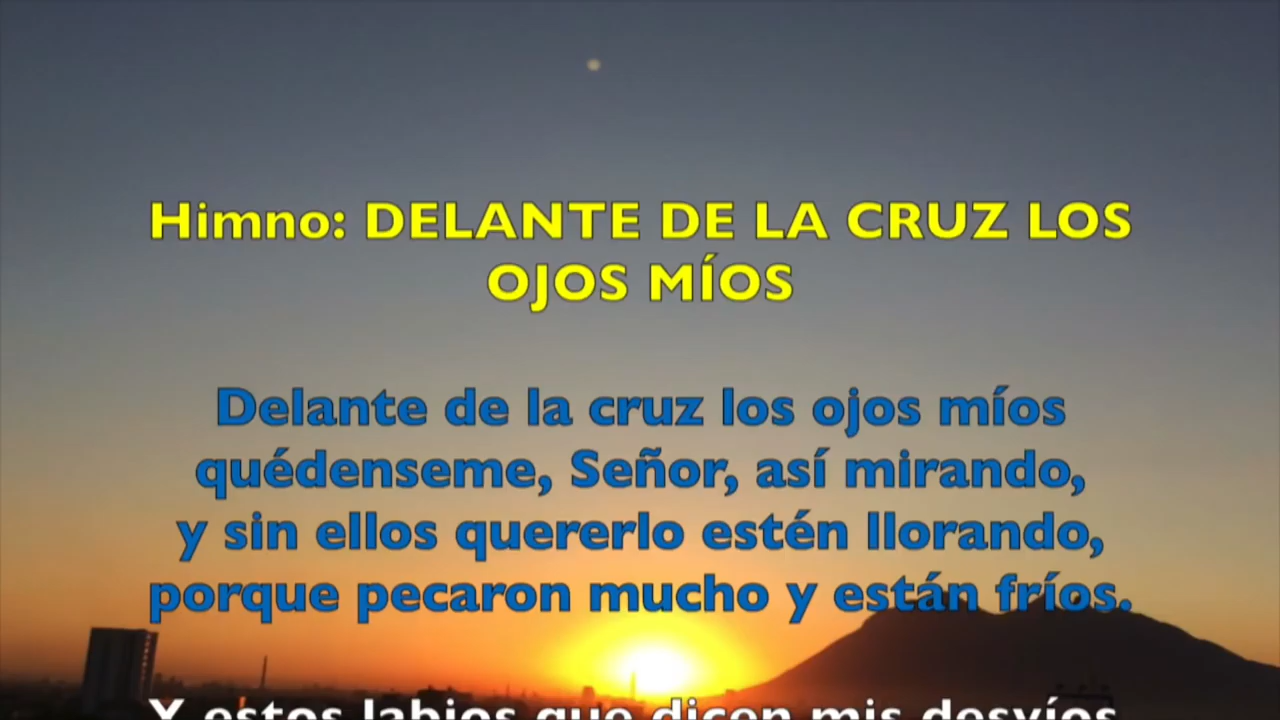 Himno: DELANTE DE LA CRUZ LOS
OJOS MÍOS
Delante de la cruz los ojos míos
quédenseme, Señor, así mirando,
y sin ellos quererlo estén llorando,
porque pecaron mucho y están fríos.
Y estos labios que dicen mis desvíos